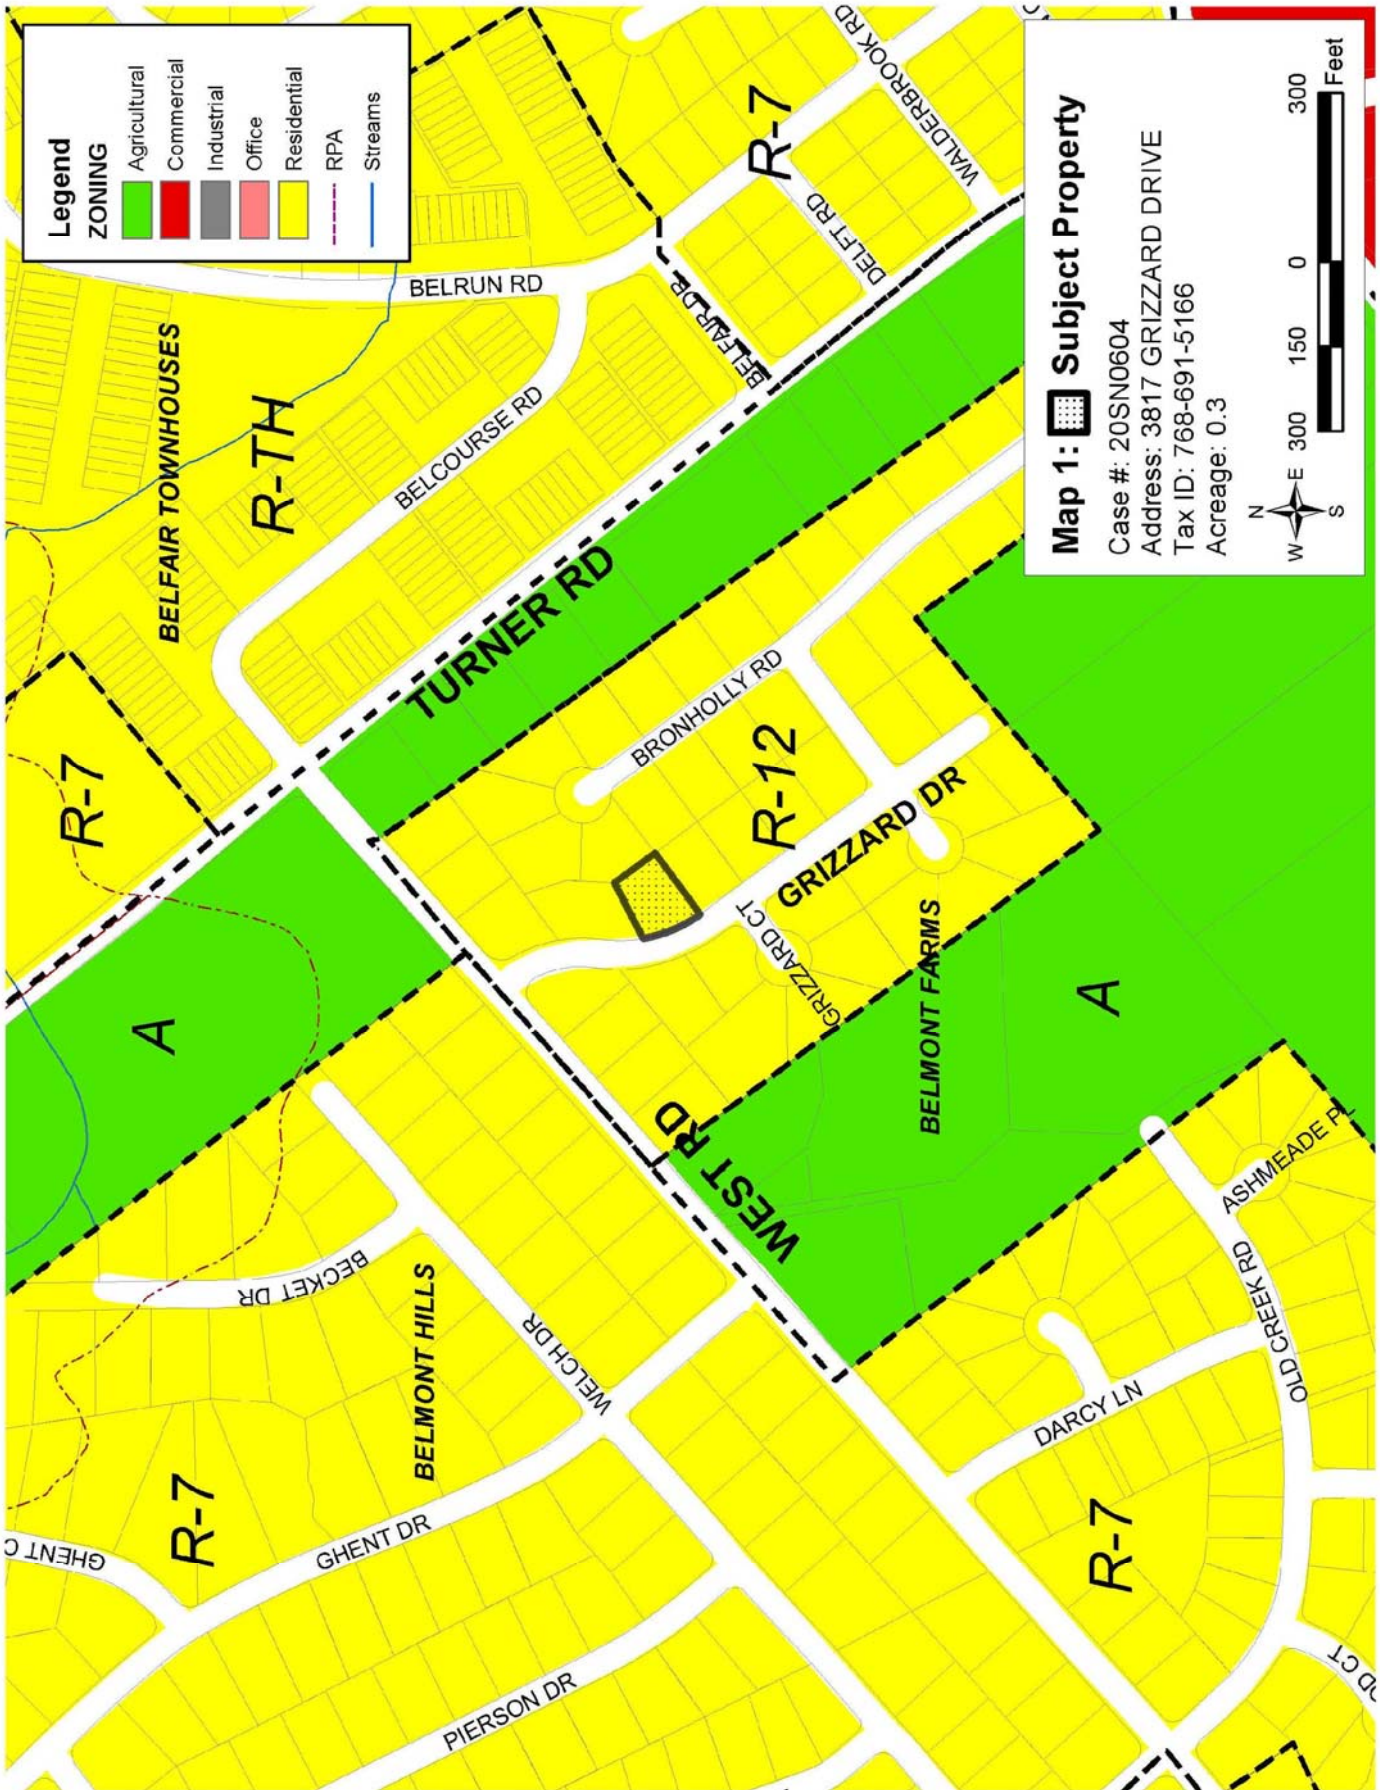 Legend
ZONING
Agricultural
Commercial
Industrial
Office
Residential
RPA
Streams
BELFAIR TOWNHOUSES
R-TH
BELRUN RD
BELCOURSE RD
BELFAIR DR
BELFAIR DR
R-7
WALDERBROOK RD
DELFT RD
TURNER RD
R-7
A
BRONHOLLY RD
R-12
GRIZZARD DR
GRIZZARD CT
BELMONT FARMS
A
WEST RD
BECKET DR
BELMONT HILLS
WELCH DR
R-7
GHENT DR
GHENT C
PIERSON DR
DARCY LN
OLD CREEK RD
ASHMEADE PL
R-7
OD CT
Map 1: Subject Property
Case #: 20SN0604
Address: 3817 GRIZZARD DRIVE
Tax ID: 768-691-5166
Acreage: 0.3
N
W E
S
300 150 0 300
Feet